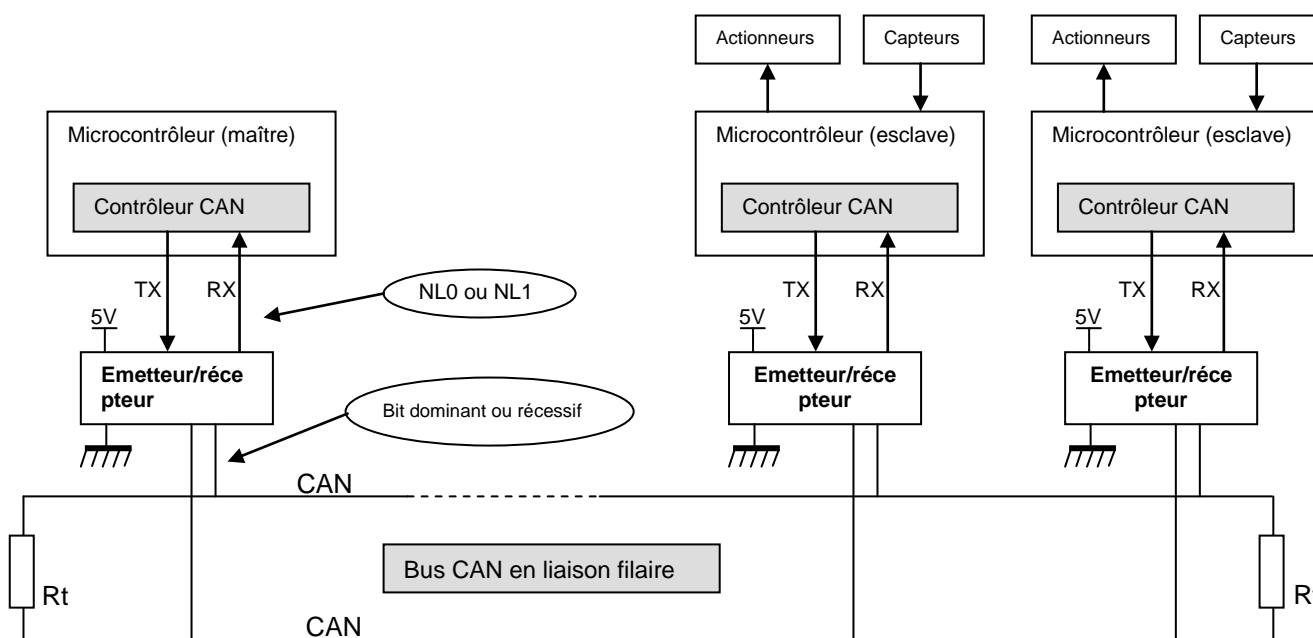 Actionneurs
Capteurs
Actionneurs
Capteurs
Microcontrôleur (maître)
Microcontrôleur (esclave)
Microcontrôleur (esclave)
Contrôleur CAN
Contrôleur CAN
Contrôleur CAN
TX
RX
NL0 ou NL1
TX
RX
TX
RX
5V
5V
5V
Emetteur/réce
pteur
Emetteur/réce
pteur
Emetteur/réce
pteur
Bit dominant ou récessif
CAN
Bus CAN en liaison filaire
Rt
R
CAN